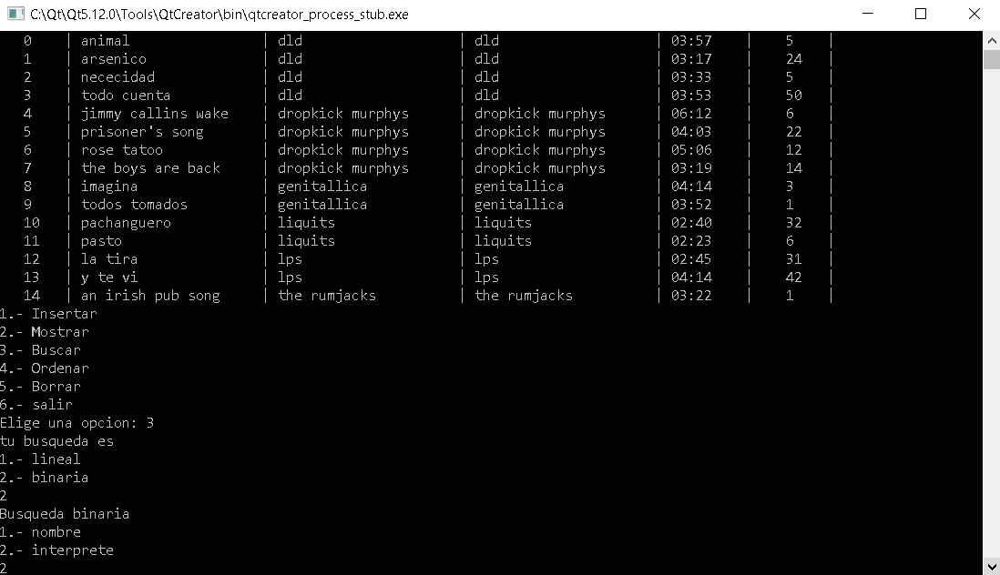 C:\Qt\Qt5.12.0\Tools\QtCreator\bin\qtcreator_process_stub.exe
0 | animal | dld | dld | 03:57 | 5 |
1 | arsenico | dld | dld | 03:17 | 24 |
2 | nececidad | dld | dld | 03:33 | 5 |
3 | todo cuenta | dld | dld | 03:53 | 50 |
4 | jimmy callins wake | dropkick murphys | dropkick murphys | 06:12 | 6 |
5 | prisoner's song | dropkick murphys | dropkick murphys | 04:03 | 22 |
6 | rose tatoo | dropkick murphys | dropkick murphys | 05:06 | 12 |
7 | the boys are back | dropkick murphys | dropkick murphys | 03:19 | 14 |
8 | imagina | genitallica | genitallica | 04:14 | 3 |
9 | todos tomados | genitallica | genitallica | 03:52 | 1 |
10 | pachanguero | liquits | liquits | 02:40 | 32 |
11 | pasto | liquits | liquits | 02:23 | 6 |
12 | la tira | lps | lps | 02:45 | 31 |
13 | y te vi | lps | lps | 04:14 | 42 |
14 | an irish pub song | the rumjacks | the rumjacks | 03:22 | 1 |
1.- Insertar
2.- Mostrar
3.- Buscar
4.- Ordenar
5.- Borrar
6.- salir
Elige una opcion: 3
tu busqueda es
1.- lineal
2.- binaria
2
Busqueda binaria
1.- nombre
2.- interprete
2